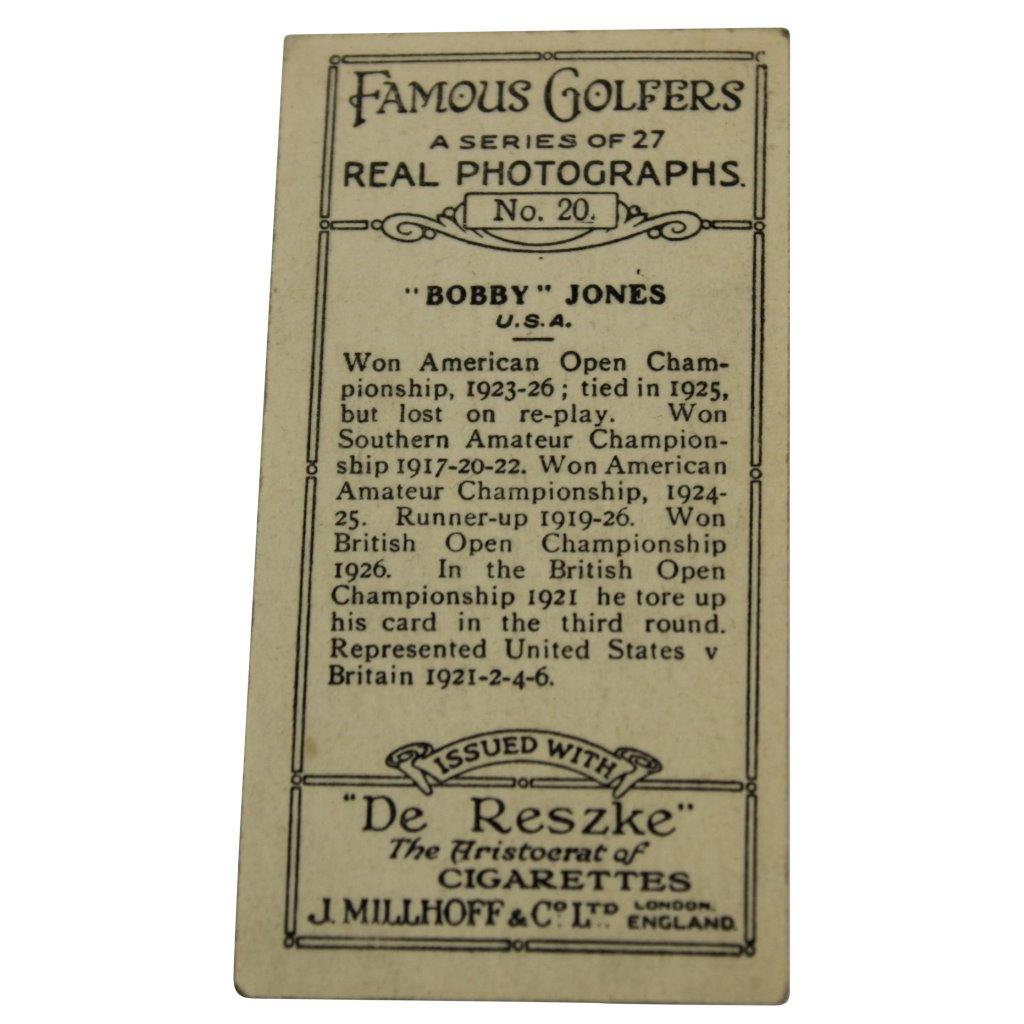 FAMOUS GOLFERS
A SERIES OF 27
REAL PHOTOGRAPHS.
No. 20.
"BOBBY" JONES
U.S.A.
Won American Open Cham-
pionship, 1923-26 ; tied in 1925,
but lost on re-play. Won
Southern Amateur Champion-
ship 1917-20-22. Won American
Amateur Championship, 1924-
25. Runner-up 1919-26. Won
British Open Championship
1926. In the British Open
Championship 1921 he tore up
his card in the third round.
Represented United States v
Britain 1921-2-4-6.
ISSUED WITH
"De Reszke"
The Aristocrat of
CIGARETTES
J. MILLHOFF & Co. LTD. LONDON. ENGLAND.